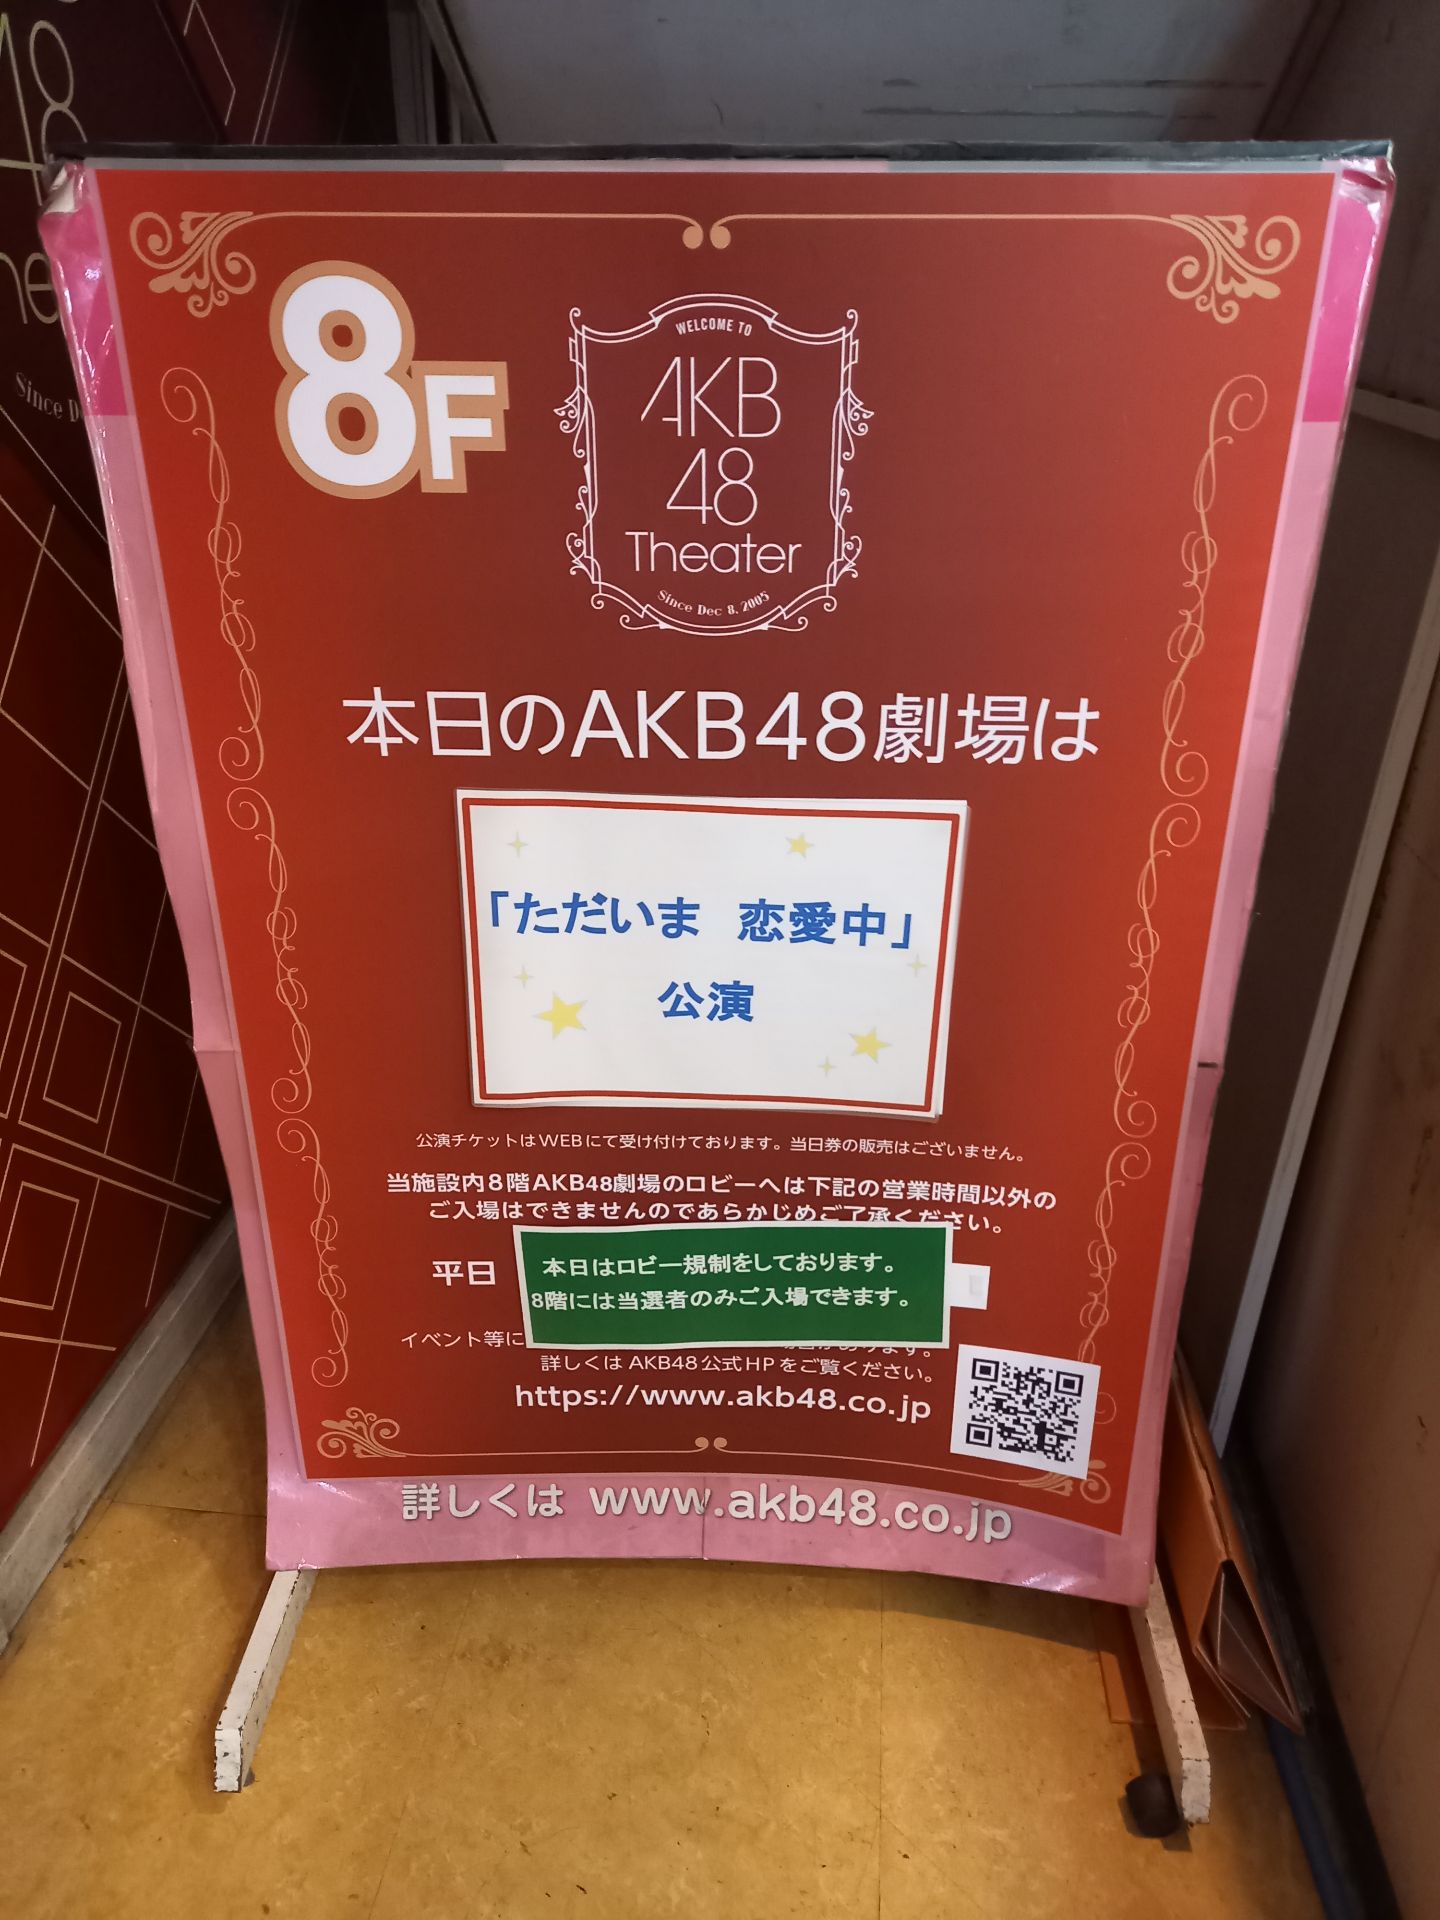 8F
WELCOME TO
AKB
48
Theater
Since Dec 8, 2005
本日のAKB48劇場は
「ただいま 恋愛中」
公演
公演チケットはWEBにて受け付けております。当日券の販売はございません。
当施設内8階AKB48劇場のロビーへは下記の営業時間以外の
ご入場はできませんのであらかじめご了承ください。
平日
本日はロビー規制をしております。
8階には当選者のみご入場できます。
イベント等に
詳しくは AKB48 公式HP をご覧ください。
https://www.akb48.co.jp
詳しくは www.akb48.co.jp
48
Since D